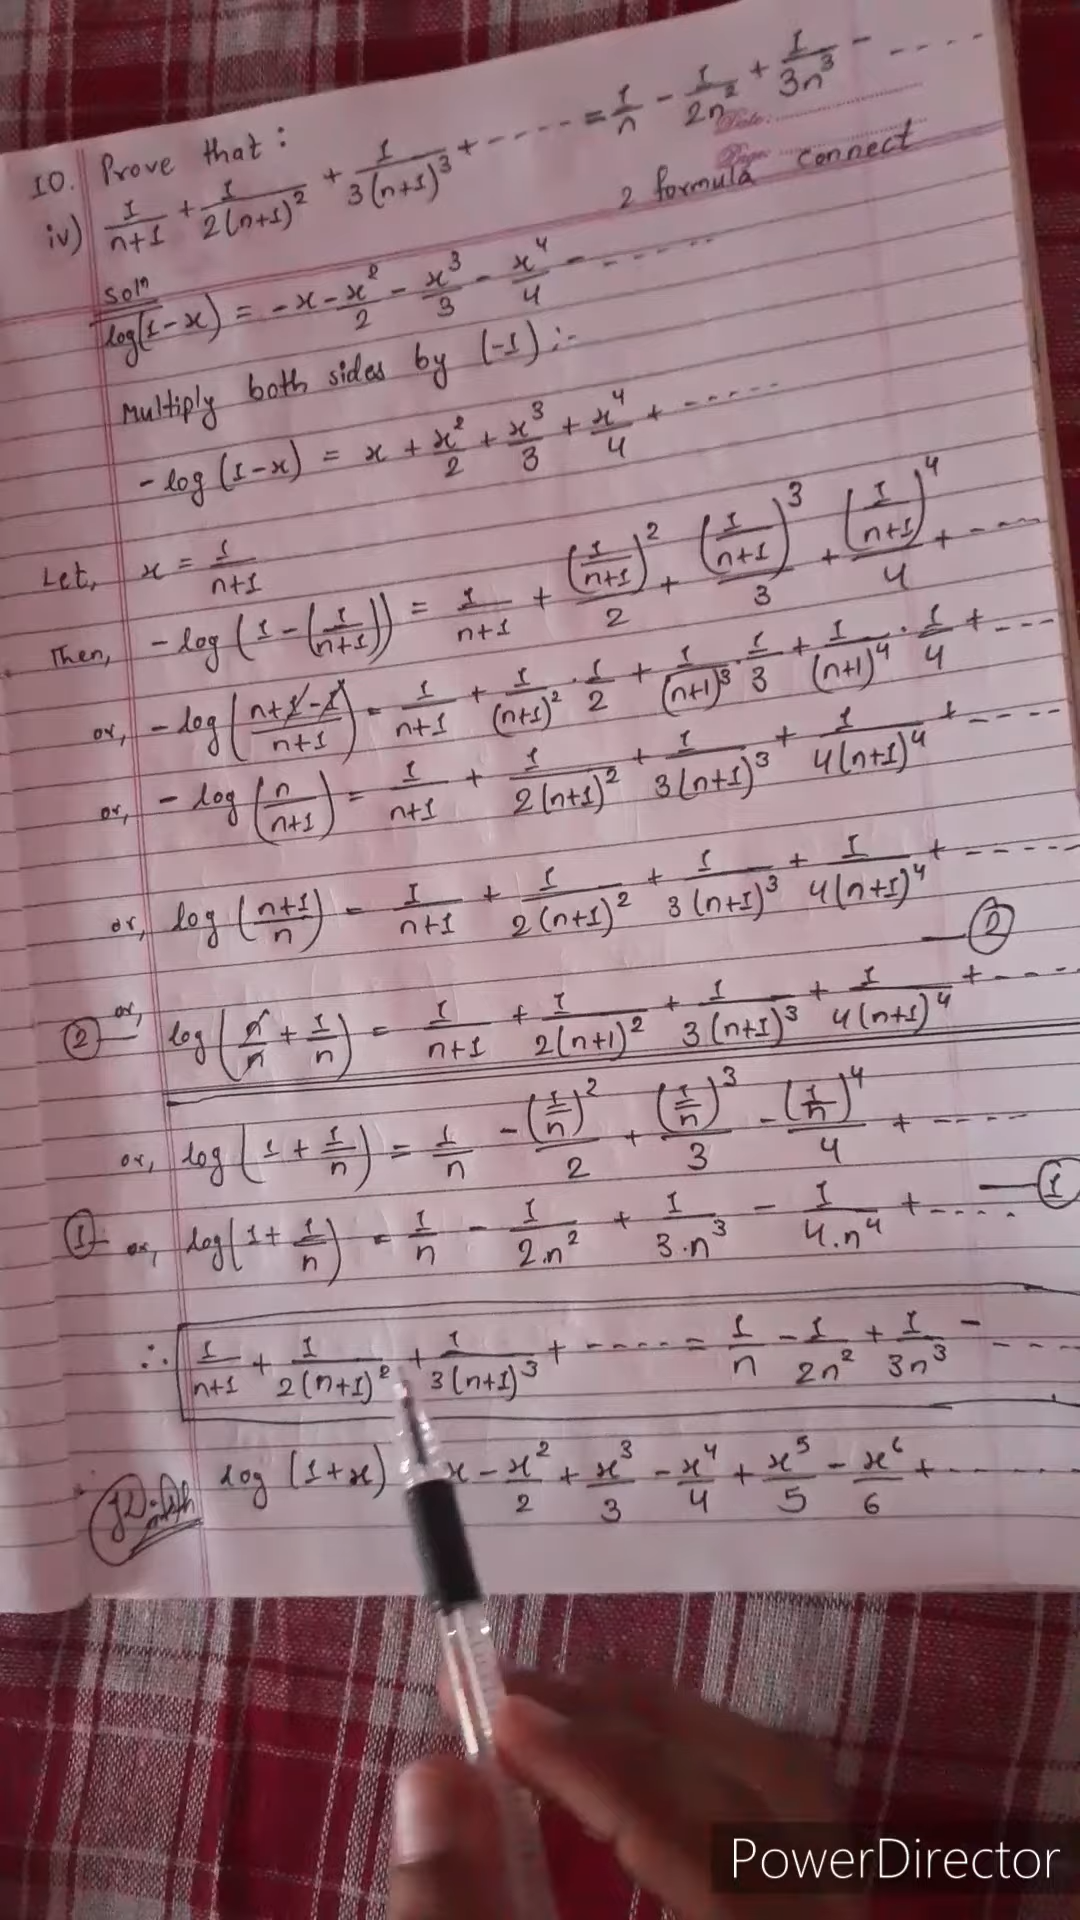 10. Prove that :
iv) 1/(n+1) + 1/2(n+1)² + 1/3(n+1)³ + ----- = 1/n - 1/2n² + 1/3n³ - -----
Date:
Page:
2 formula connect
Solⁿ
log(1-x) = -x - x²/2 - x³/3 - x⁴/4 - -----
Multiply both sides by (-1) :-
-log (1-x) = x + x²/2 + x³/3 + x⁴/4 + -----
Let, x = 1/(n+1)
Then, -log (1-(1/(n+1))) = 1/(n+1) + (1/(n+1))²/2 + (1/(n+1))³/3 + (1/(n+1))⁴/4 + ----
or, -log ((n+1-1)/(n+1)) = 1/(n+1) + 1/(n+1)² · 1/2 + 1/(n+1)³ · 1/3 + 1/(n+1)⁴ · 1/4 + ---
or, -log (n/(n+1)) = 1/(n+1) + 1/2(n+1)² + 1/3(n+1)³ + 1/4(n+1)⁴ + ----
or, log ((n+1)/n) = 1/(n+1) + 1/2(n+1)² + 1/3(n+1)³ + 1/4(n+1)⁴ + -----
— ②
② — or, log (n/n + 1/n) = 1/(n+1) + 1/2(n+1)² + 1/3(n+1)³ + 1/4(n+1)⁴ + ----
or, log (1 + 1/n) = 1/n - (1/n)²/2 + (1/n)³/3 - (1/n)⁴/4 + ----
① — or, log(1 + 1/n) = 1/n - 1/2.n² + 1/3.n³ - 1/4.n⁴ + ----- — ①
∴ 1/(n+1) + 1/2(n+1)² + 1/3(n+1)³ + ----- = 1/n - 1/2n² + 1/3n³ - ----
log (1+x) x - x²/2 + x³/3 - x⁴/4 + x⁵/5 - x⁶/6 + -----
PowerDirector